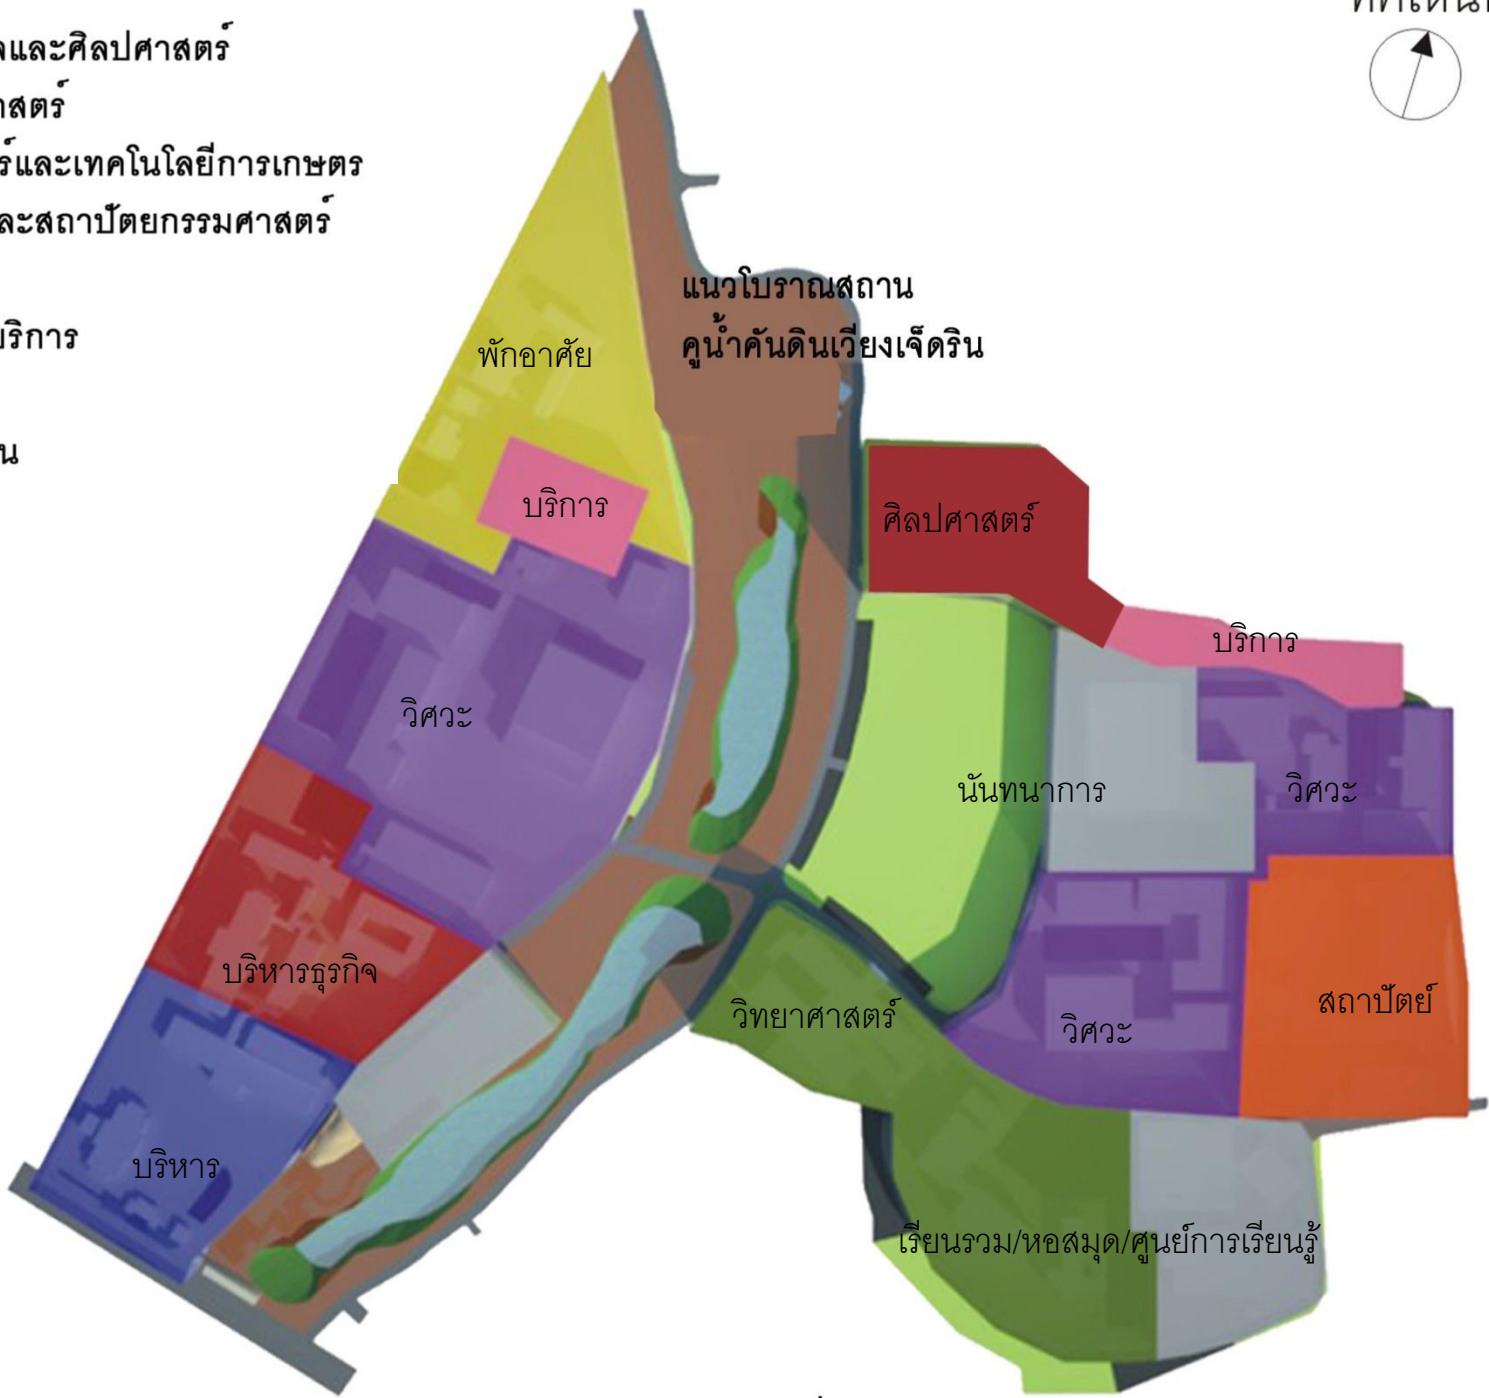 และศิลปศาสตร์
และเทคโนโลยีการเกษตร
และสถาปัตยกรรมศาสตร์
บริการ
แนวโบราณสถาน
คูน้ำคันดินเวียงเจ็ดริน
พักอาศัย
บริการ
ศิลปศาสตร์
บริการ
วิศวะ
นันทนาการ
วิศวะ
บริหารธุรกิจ
วิทยาศาสตร์
วิศวะ
สถาปัตย์
บริหาร
เรียนรวม/หอสมุด/ศูนย์การเรียนรู้